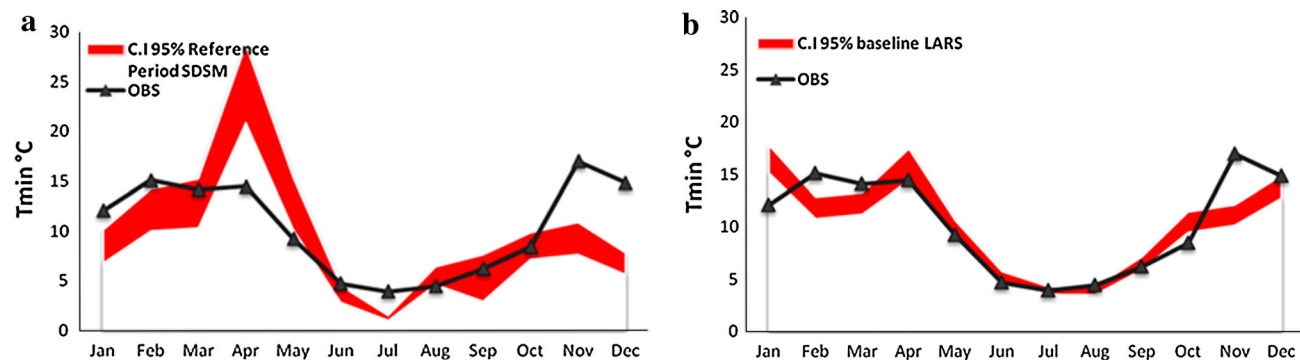 a
30
25
20
15
10
5
0
Tmin °C
C.I 95% Reference
Period SDSM
OBS
Jan Feb Mar Apr May Jun Jul Aug Sep Oct Nov Dec
b
30
25
20
15
10
5
0
Tmin °C
C.I 95% baseline LARS
OBS
Jan Feb Mar Apr May Jun Jul Aug Sep Oct Nov Dec